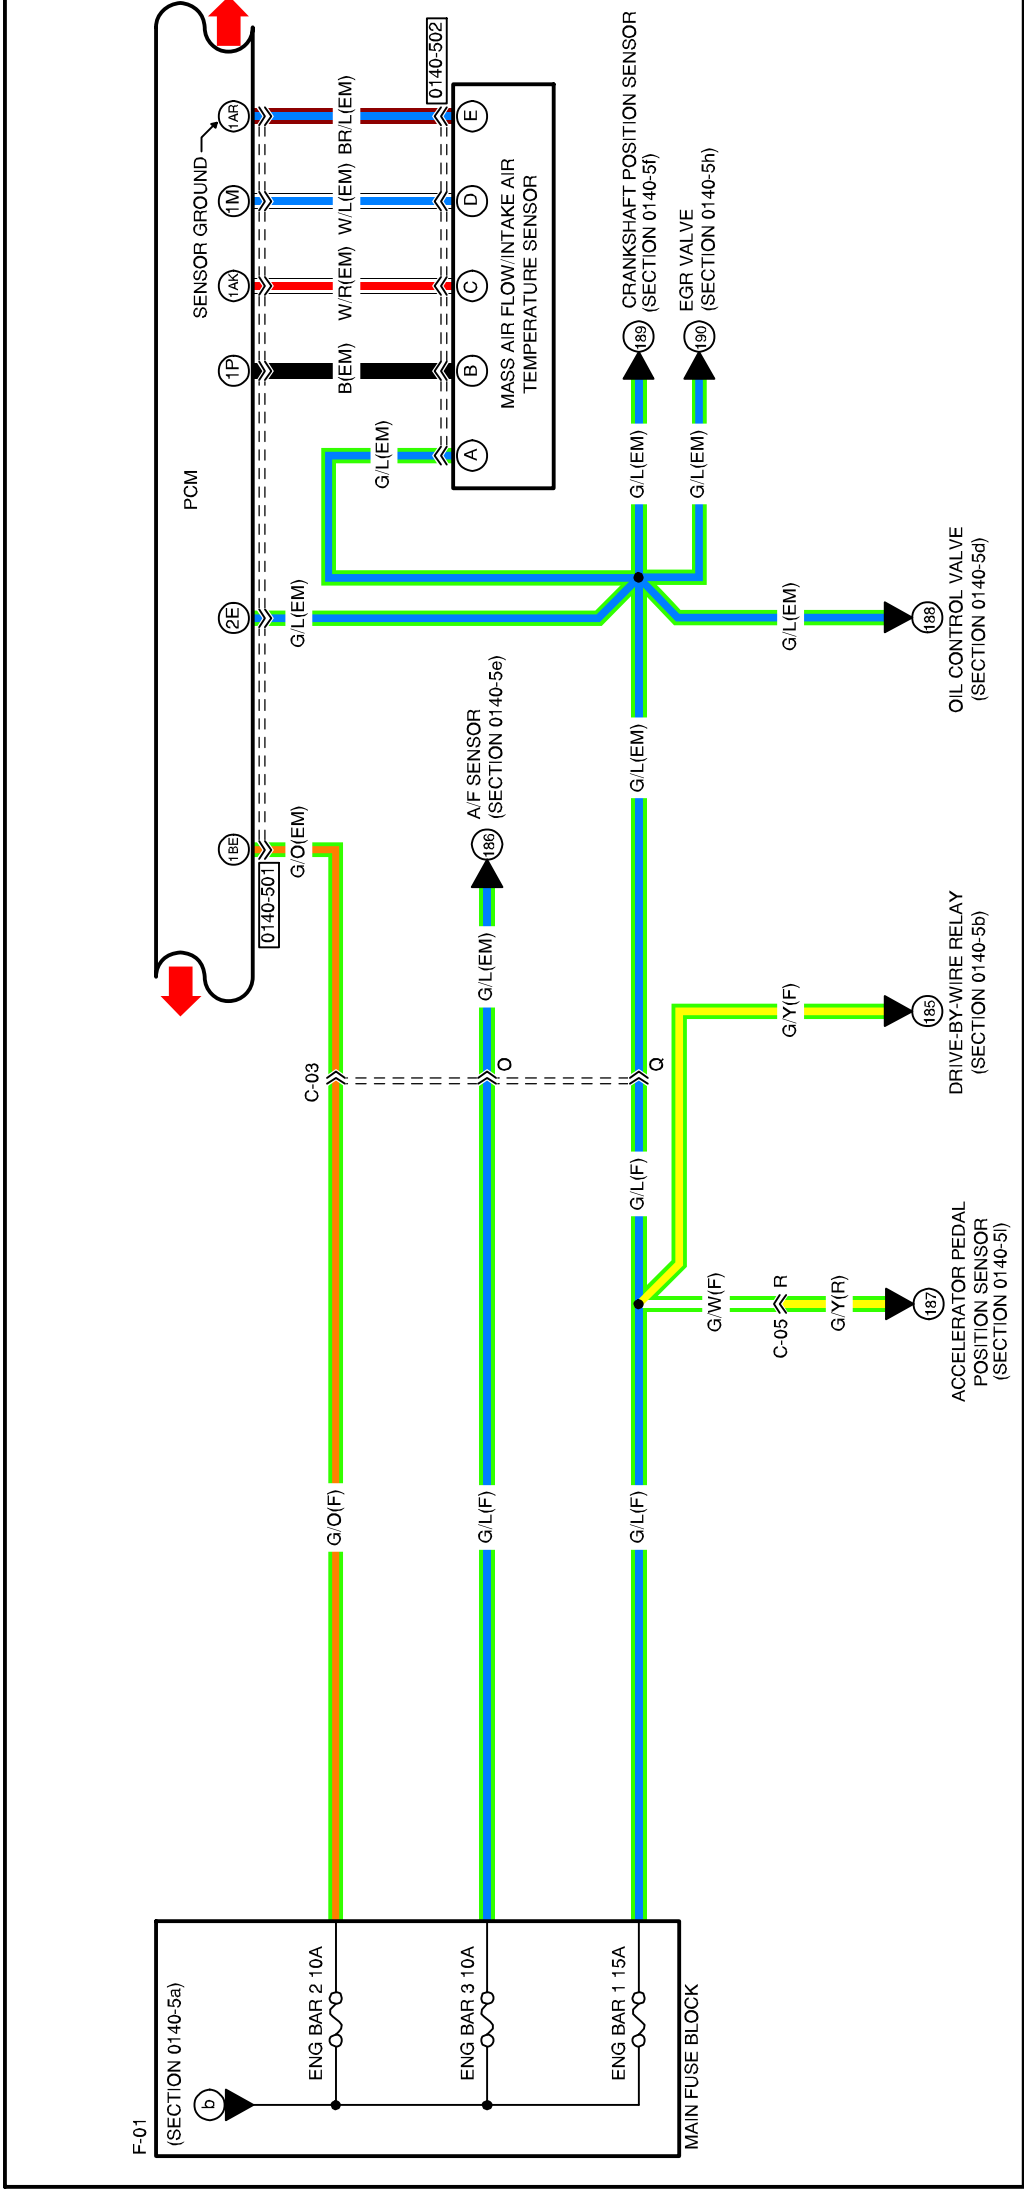 F-01
(SECTION 0140-5a)
b
ENG BAR 2 10A
ENG BAR 3 10A
ENG BAR 1 15A
MAIN FUSE BLOCK
G/O(F)
G/L(F)
G/L(F)
G/L(F)
G/W(F)
C-05
R
G/Y(R)
187
ACCELERATOR PEDAL
POSITION SENSOR
(SECTION 0140-5l)
G/Y(F)
185
DRIVE-BY-WIRE RELAY
(SECTION 0140-5b)
C-03
O
Q
G/L(EM)
186
A/F SENSOR
(SECTION 0140-5e)
0140-501
G/O(EM)
1BE
PCM
2E
G/L(EM)
G/L(EM)
G/L(EM)
188
OIL CONTROL VALVE
(SECTION 0140-5d)
G/L(EM)
189
CRANKSHAFT POSITION SENSOR
(SECTION 0140-5f)
G/L(EM)
190
EGR VALVE
(SECTION 0140-5h)
G/L(EM)
A
1P
B(EM)
B
SENSOR GROUND
1AK
W/R(EM)
C
1M
W/L(EM)
D
1AR
BR/L(EM)
E
0140-502
MASS AIR FLOW/INTAKE AIR
TEMPERATURE SENSOR